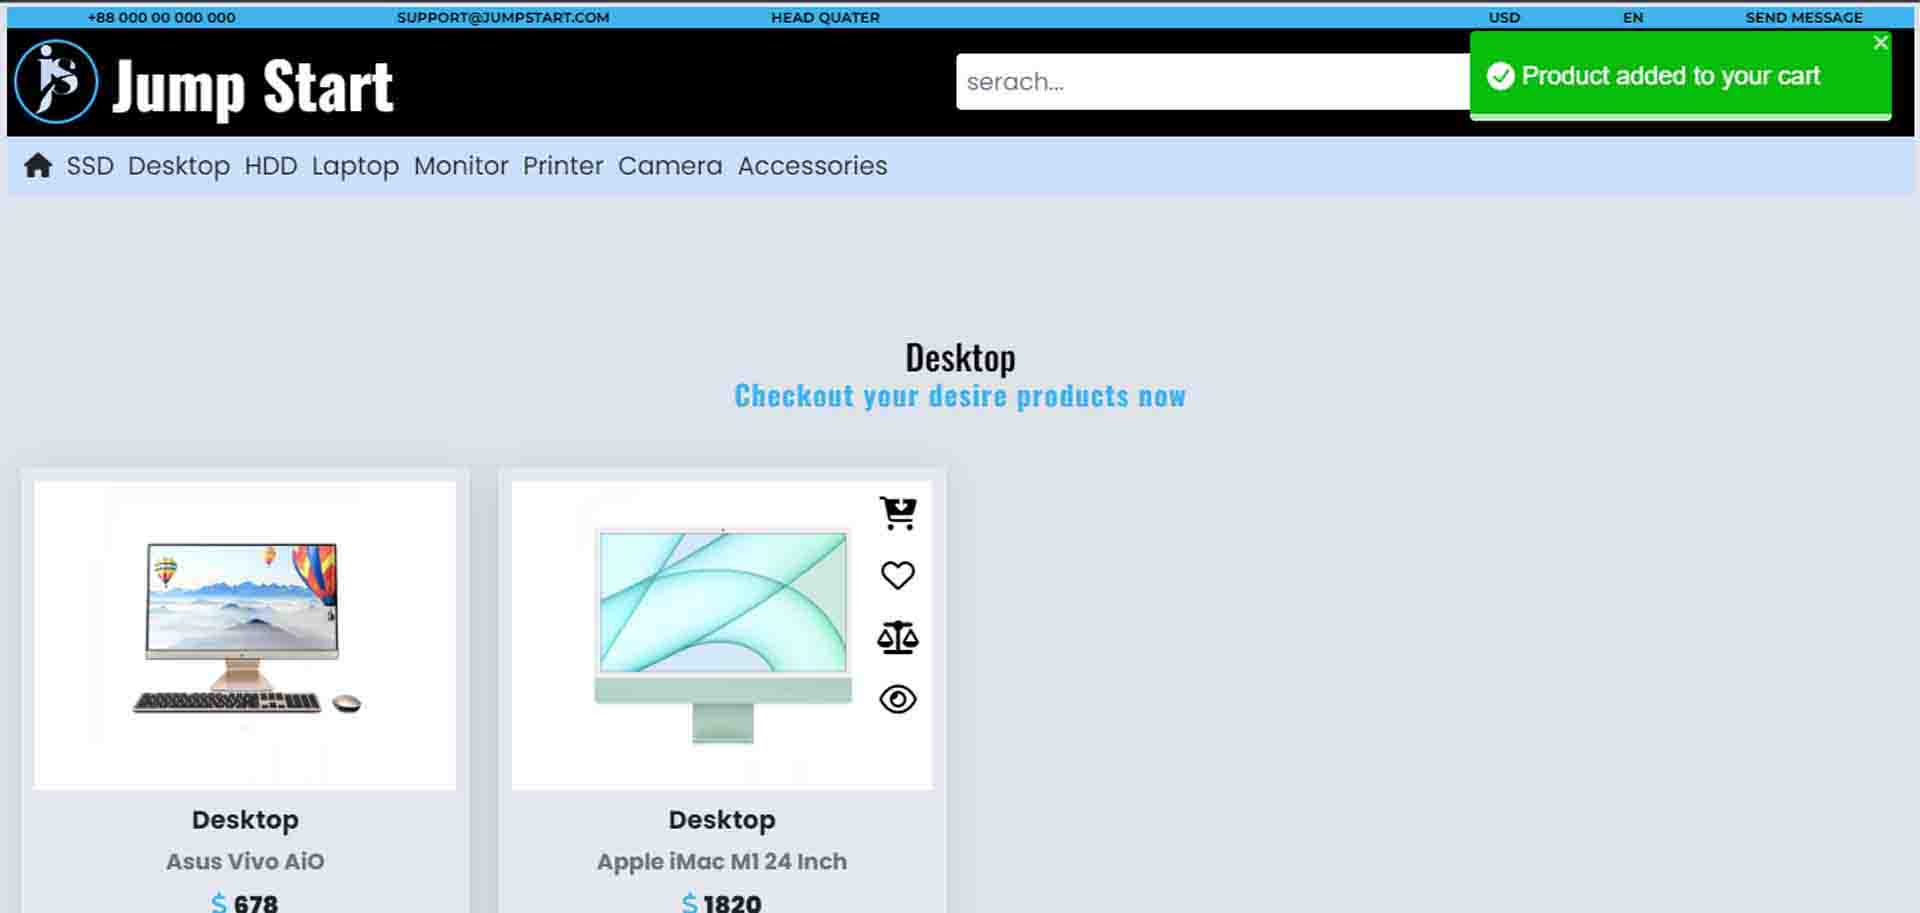 +88 000 00 000 000 SUPPORT@JUMPSTART.COM HEAD QUATER USD EN SEND MESSAGE
js Jump Start
serach...
Product added to your cart
SSD Desktop HDD Laptop Monitor Printer Camera Accessories
Desktop
Checkout your desire products now
Desktop
Asus Vivo AiO
$ 678
Desktop
Apple iMac M1 24 Inch
$ 1820